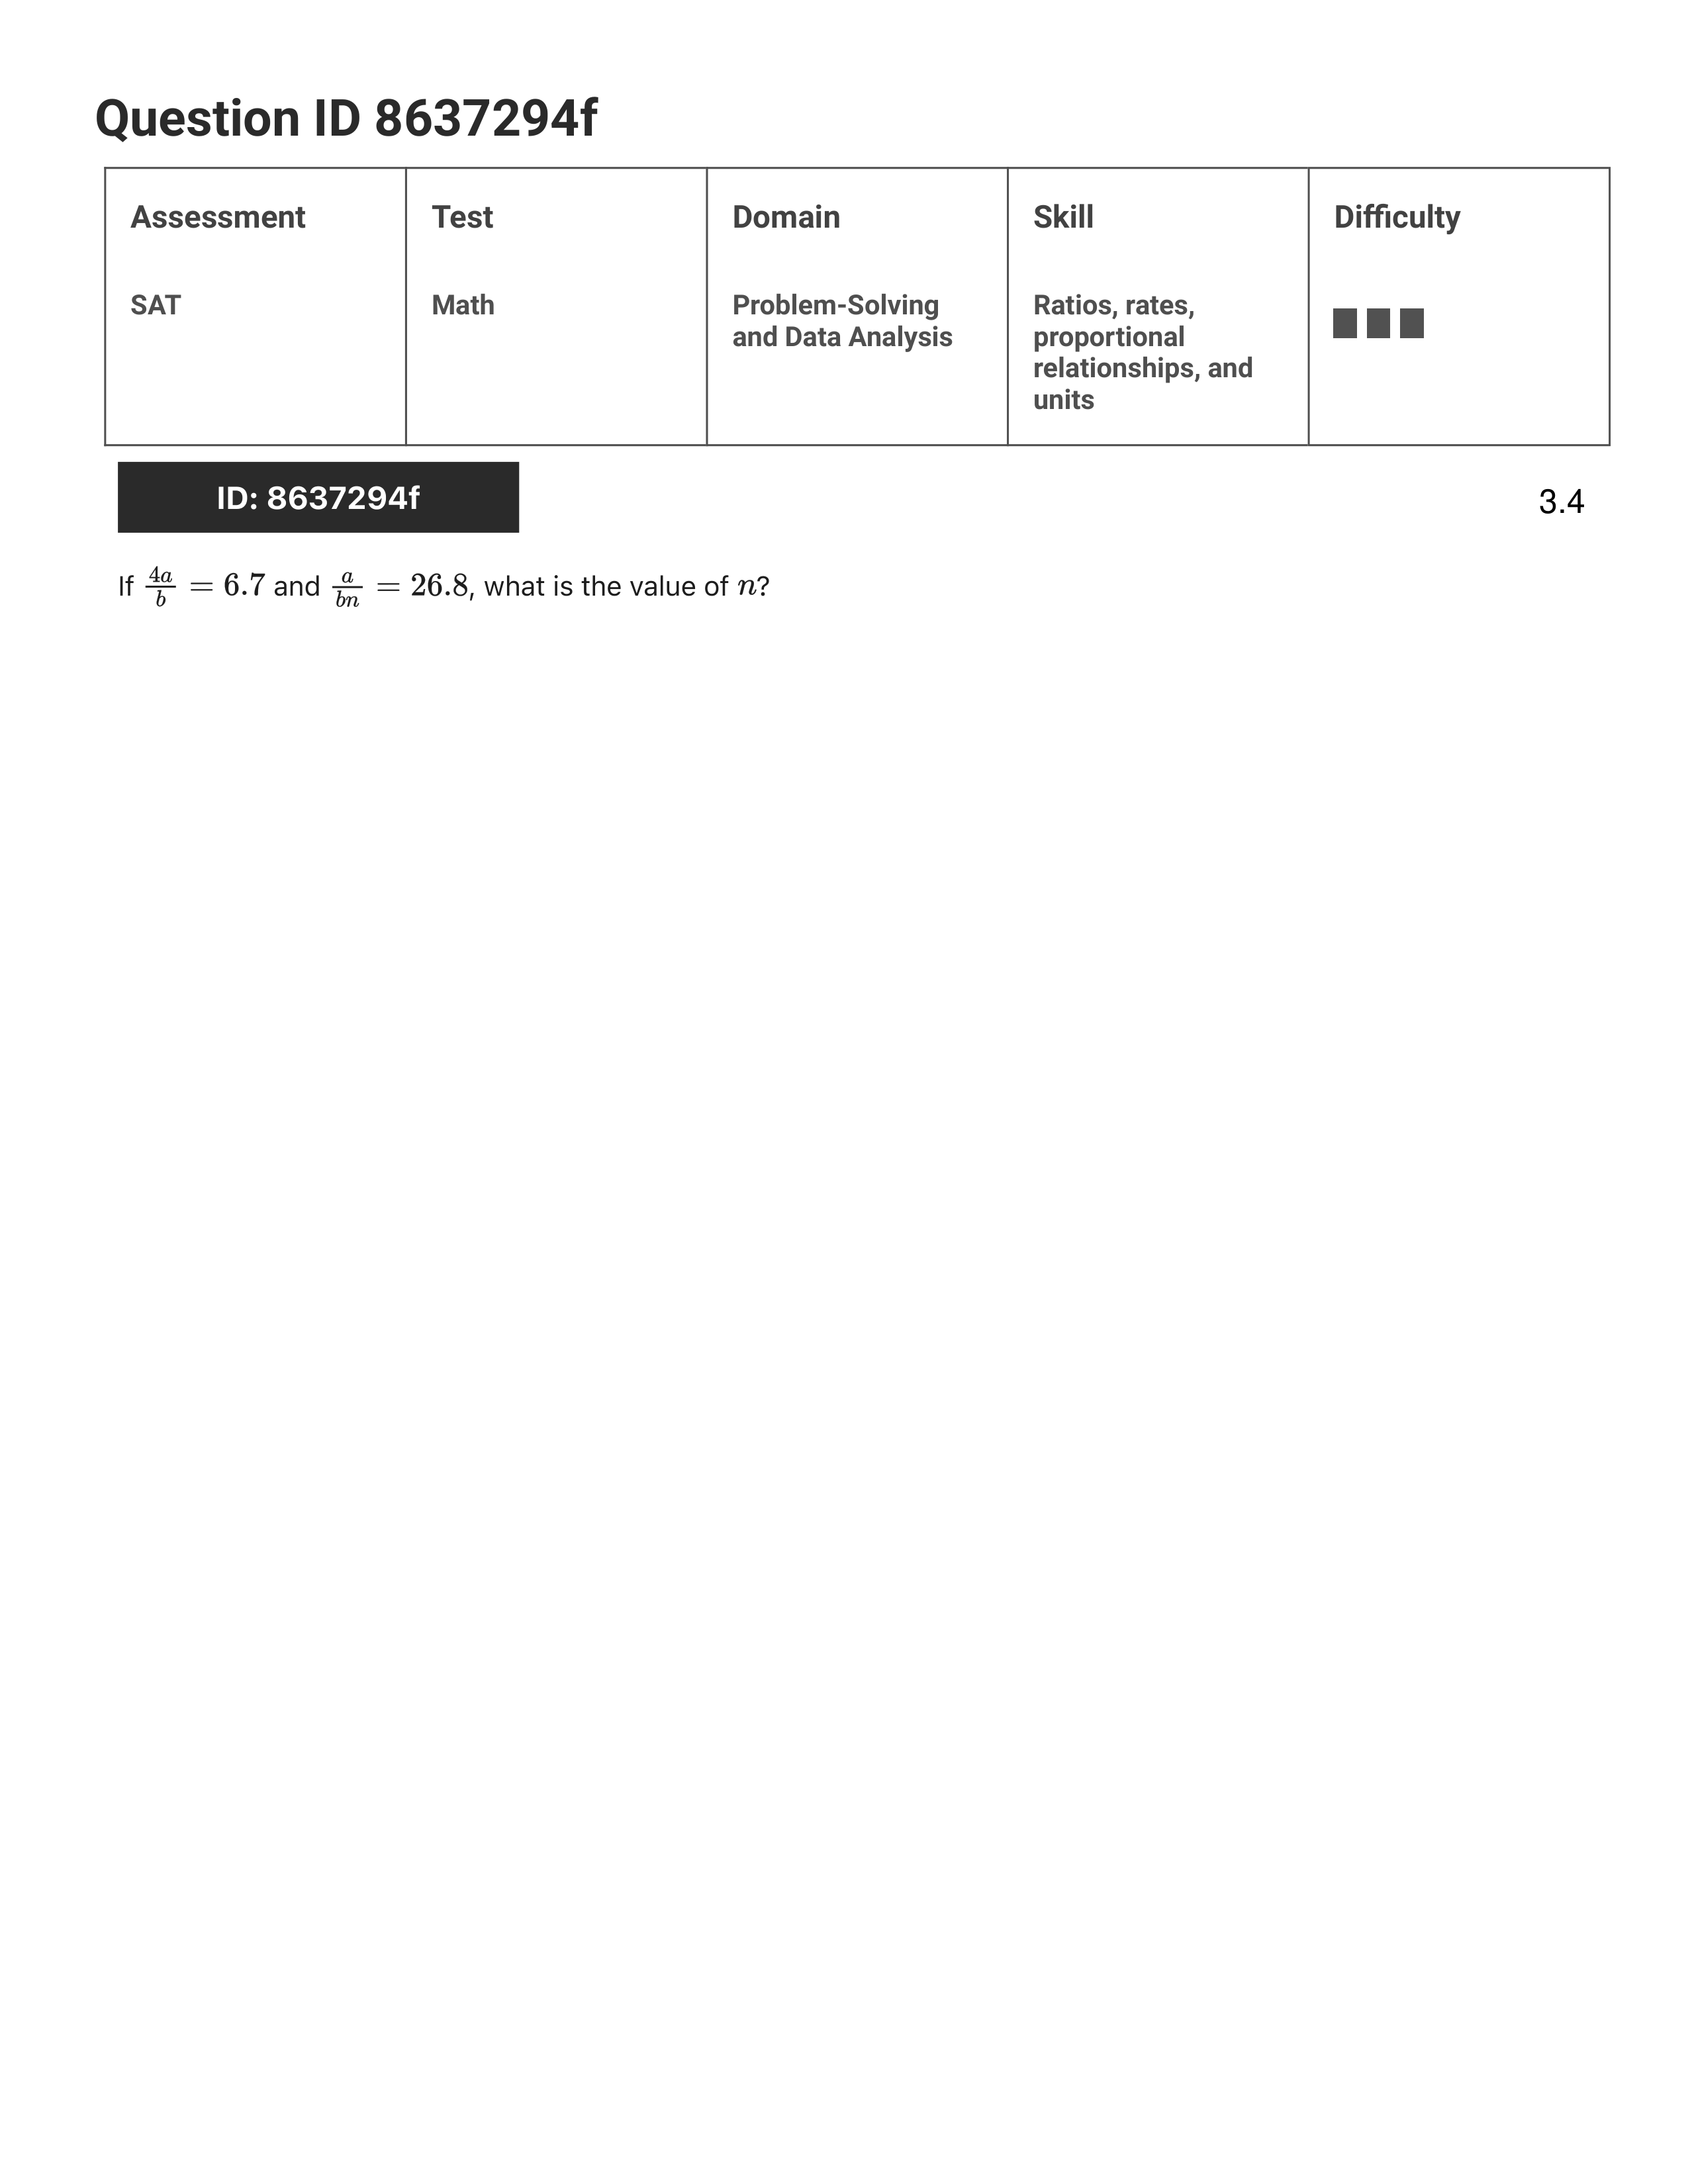 Question ID 8637294f
Assessment
Test
Domain
Skill
Difficulty
SAT
Math
Problem-Solving
and Data Analysis
Ratios, rates,
proportional
relationships, and
units
ID: 8637294f
3.4
If 4a/b = 6.7 and a/bn = 26.8, what is the value of n?